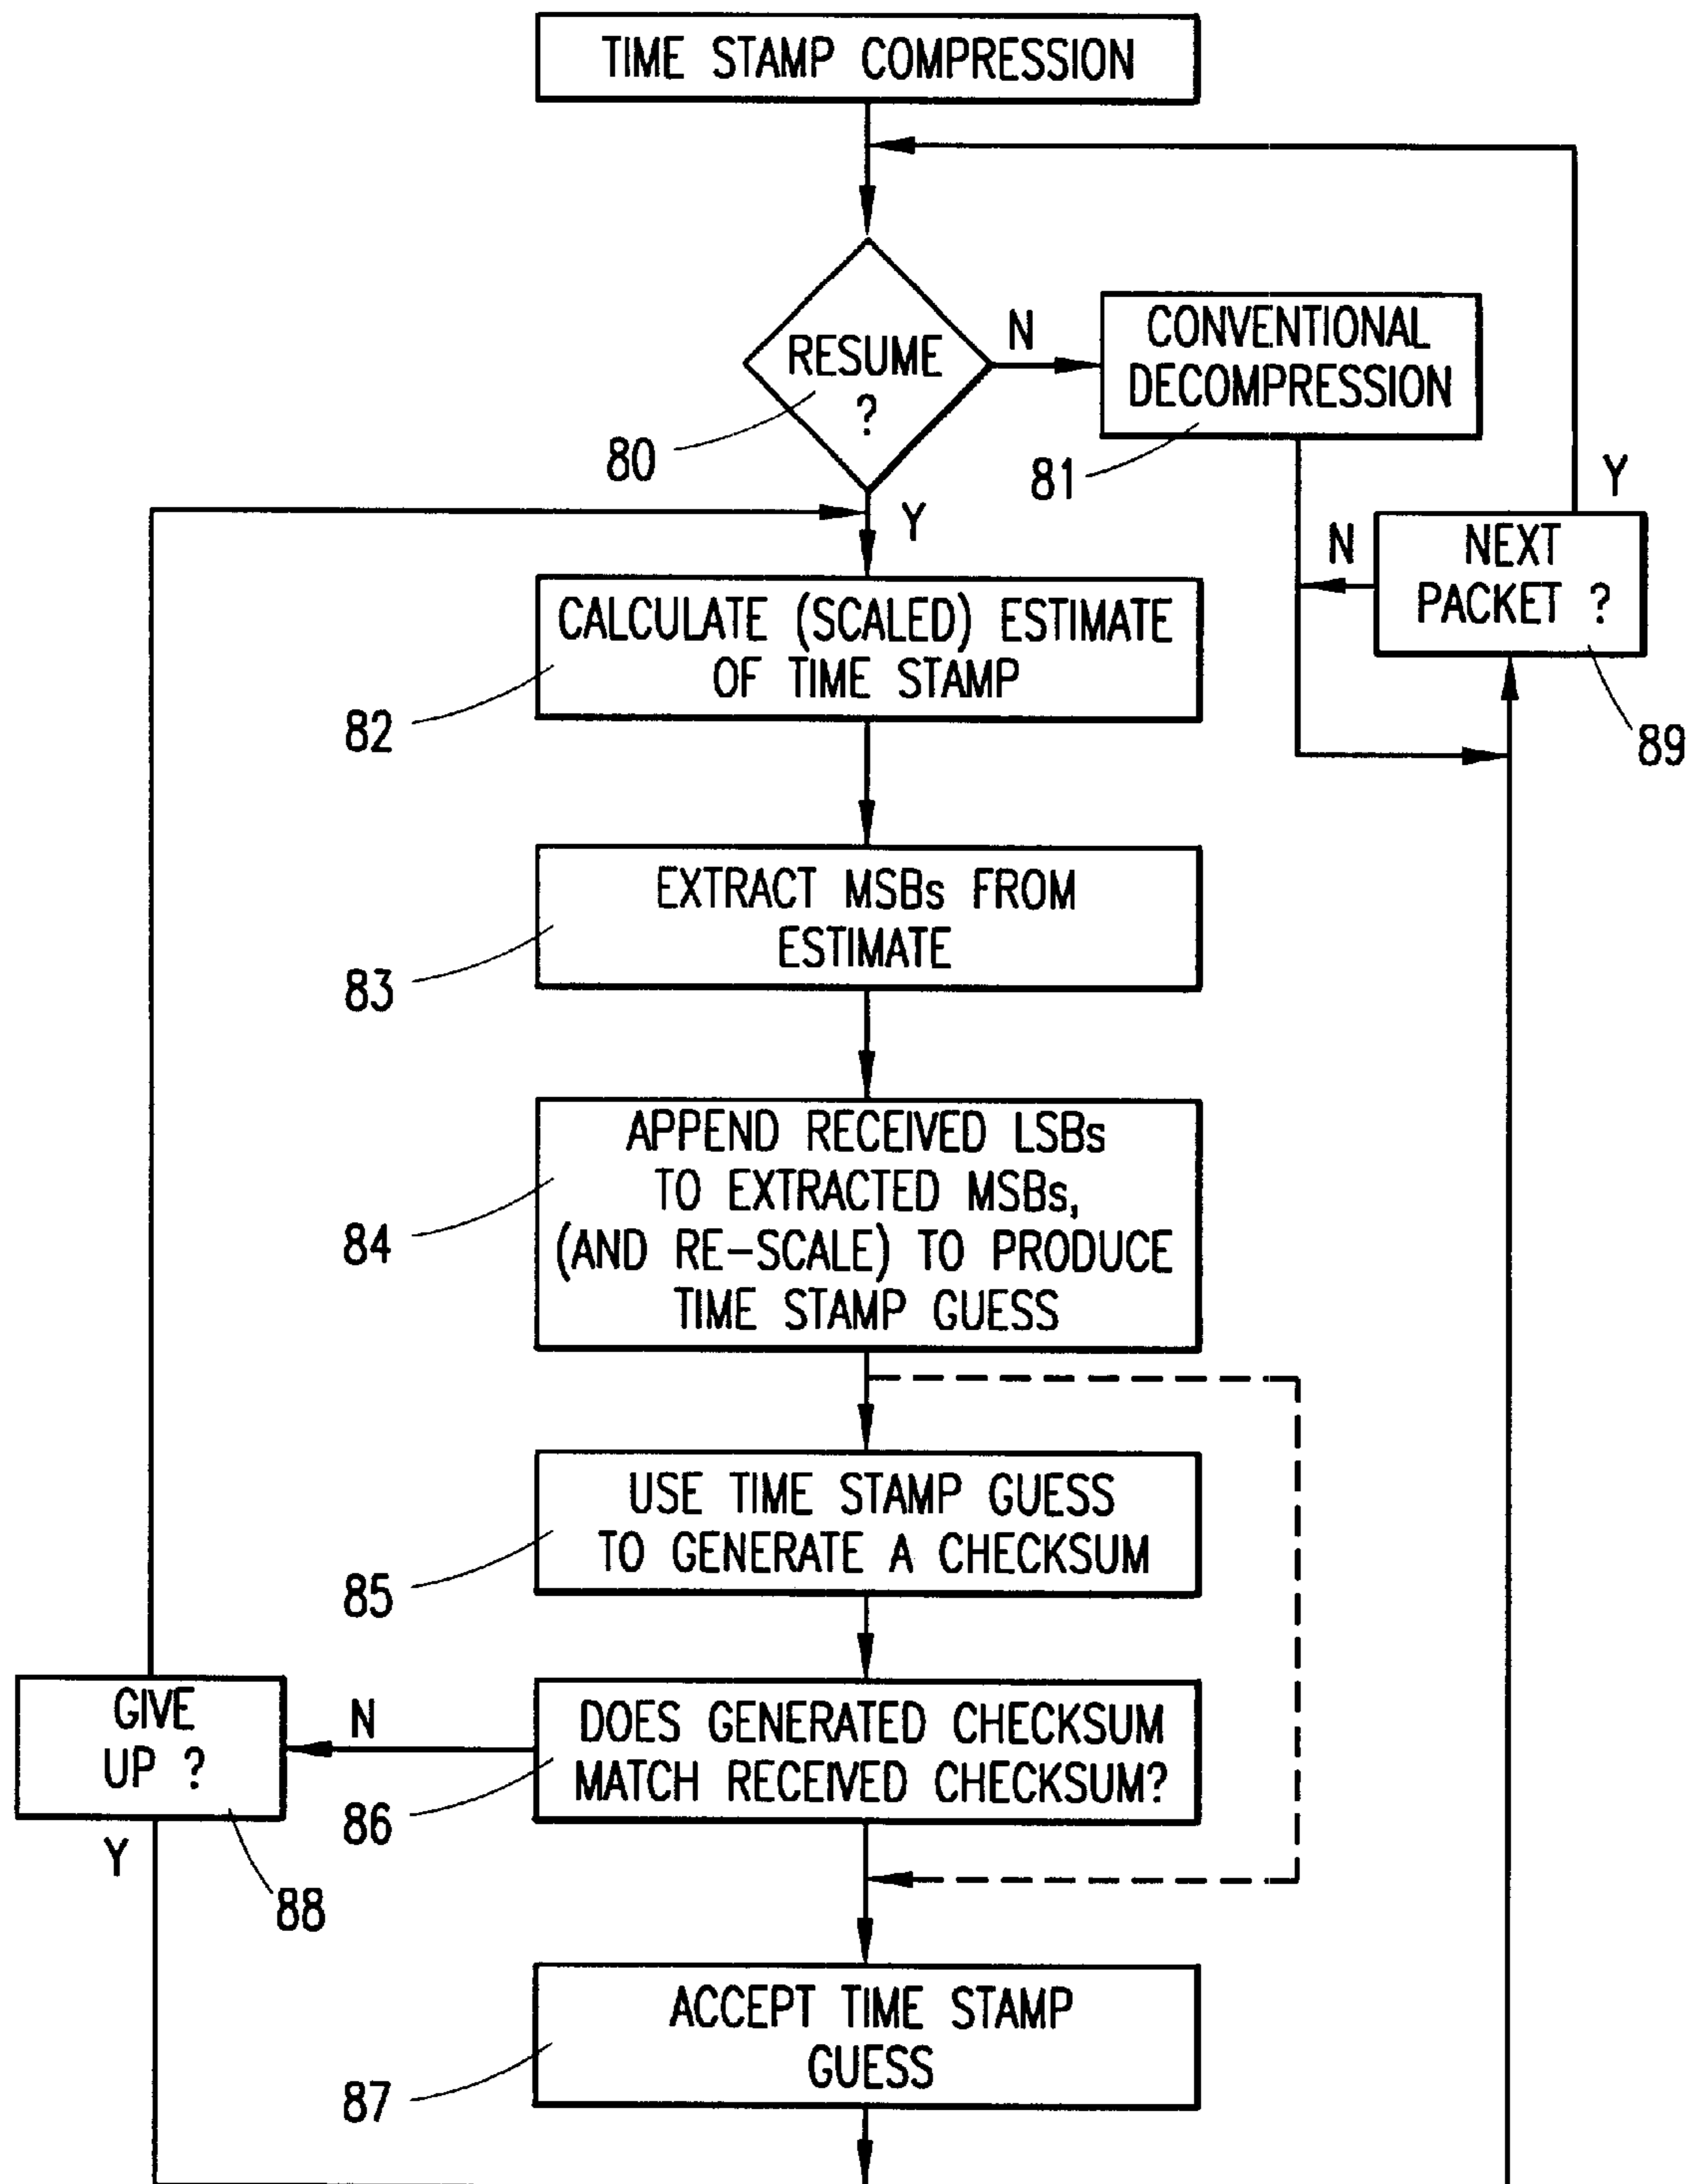 TIME STAMP COMPRESSION
RESUME
?
80
N
CONVENTIONAL
DECOMPRESSION
81
Y
N
NEXT
PACKET ?
89
Y
CALCULATE (SCALED) ESTIMATE
OF TIME STAMP
82
EXTRACT MSBs FROM
ESTIMATE
83
APPEND RECEIVED LSBs
TO EXTRACTED MSBs,
(AND RE-SCALE) TO PRODUCE
TIME STAMP GUESS
84
USE TIME STAMP GUESS
TO GENERATE A CHECKSUM
85
DOES GENERATED CHECKSUM
MATCH RECEIVED CHECKSUM?
86
N
GIVE
UP ?
Y
88
ACCEPT TIME STAMP
GUESS
87